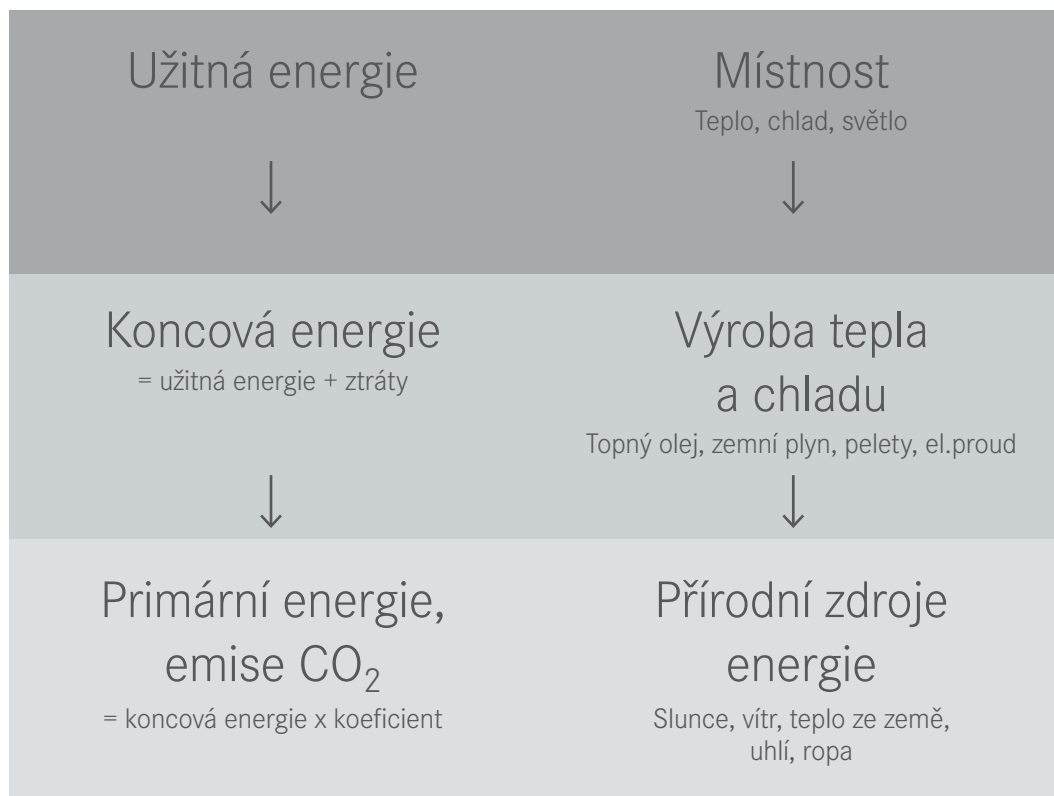 Užitná energie
Místnost
Teplo, chlad, světlo
↓
↓
Koncová energie
= užitná energie + ztráty
Výroba tepla
a chladu
Topný olej, zemní plyn, pelety, el.proud
↓
↓
Primární energie,
emise CO₂
= koncová energie x koeficient
Přírodní zdroje
energie
Slunce, vítr, teplo ze země,
uhlí, ropa